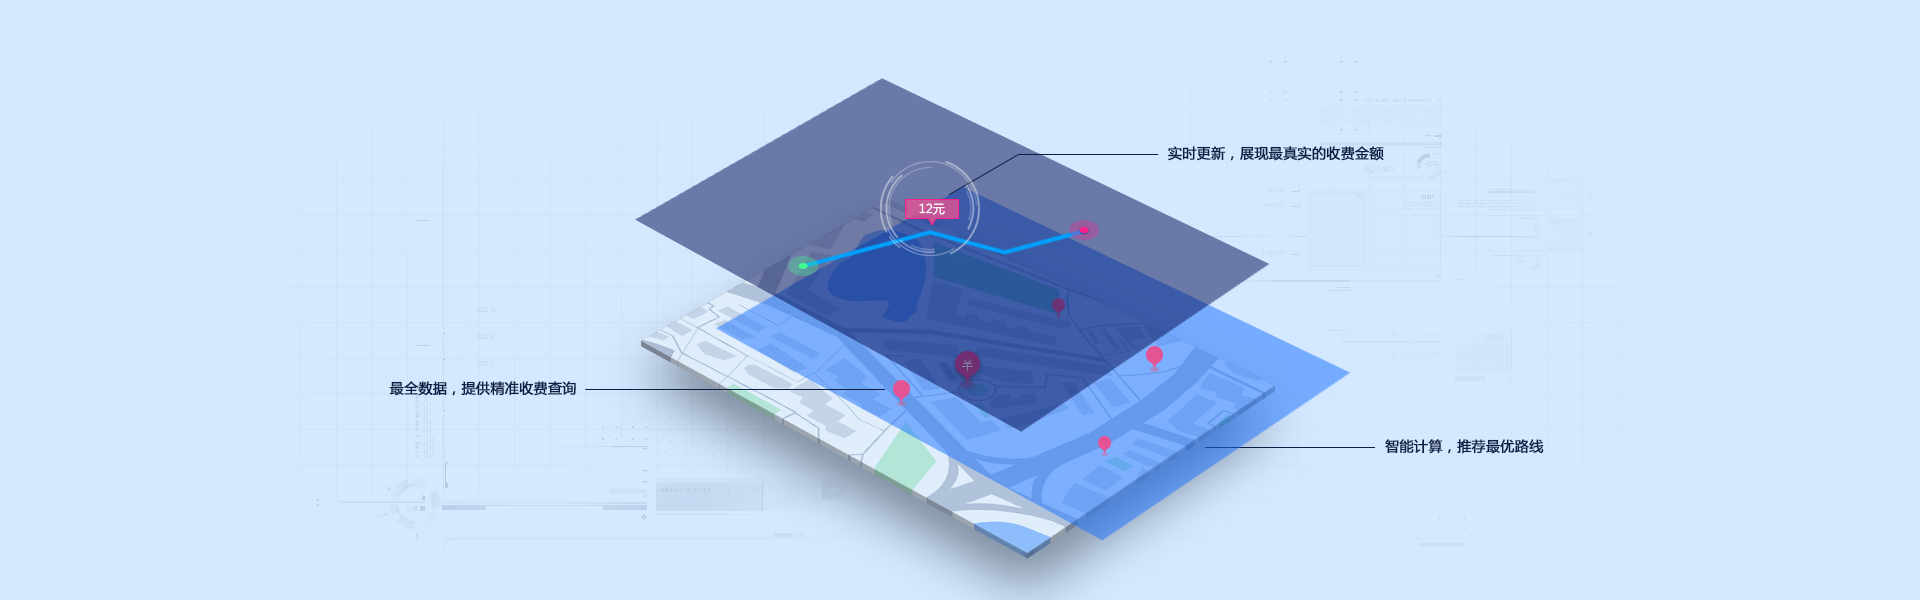 实时更新，展现最真实的收费金额
12元
最全数据，提供精准收费查询
智能计算，推荐最优路线